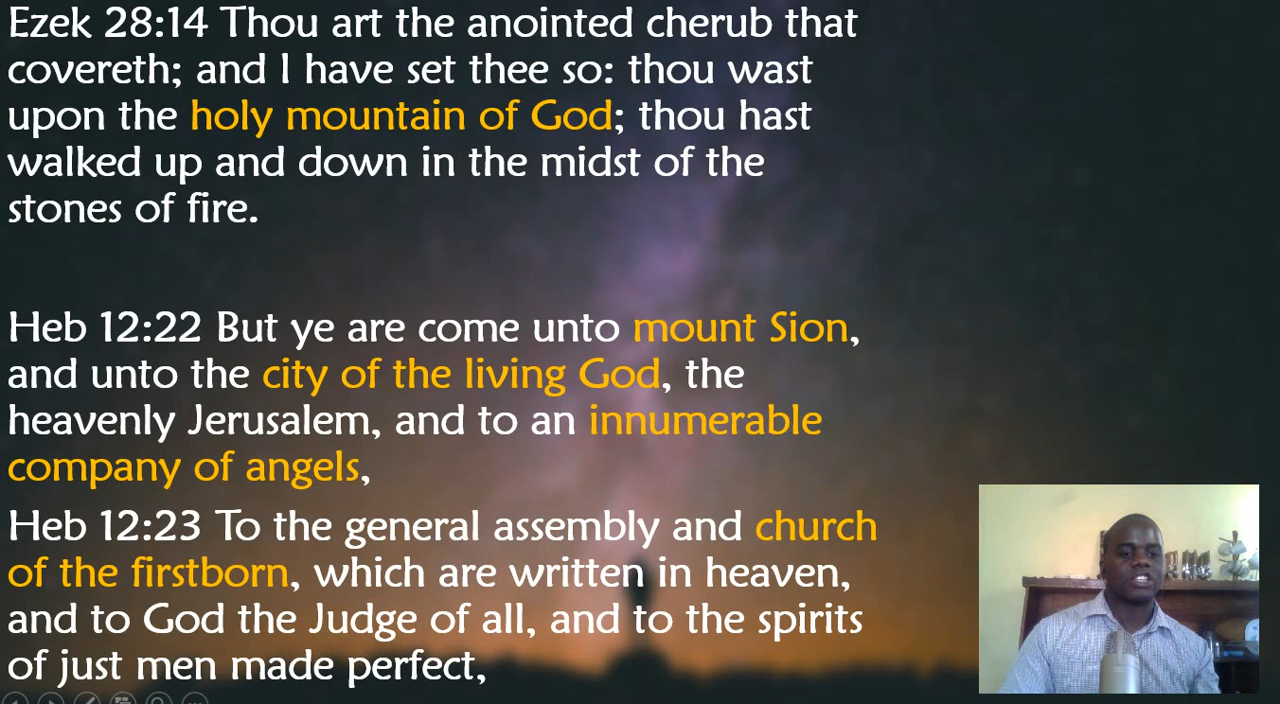 Ezek 28:14 Thou art the anointed cherub that
covereth; and I have set thee so: thou wast
upon the holy mountain of God; thou hast
walked up and down in the midst of the
stones of fire.
Heb 12:22 But ye are come unto mount Sion,
and unto the city of the living God, the
heavenly Jerusalem, and to an innumerable
company of angels,
Heb 12:23 To the general assembly and church
of the firstborn, which are written in heaven,
and to God the Judge of all, and to the spirits
of just men made perfect,